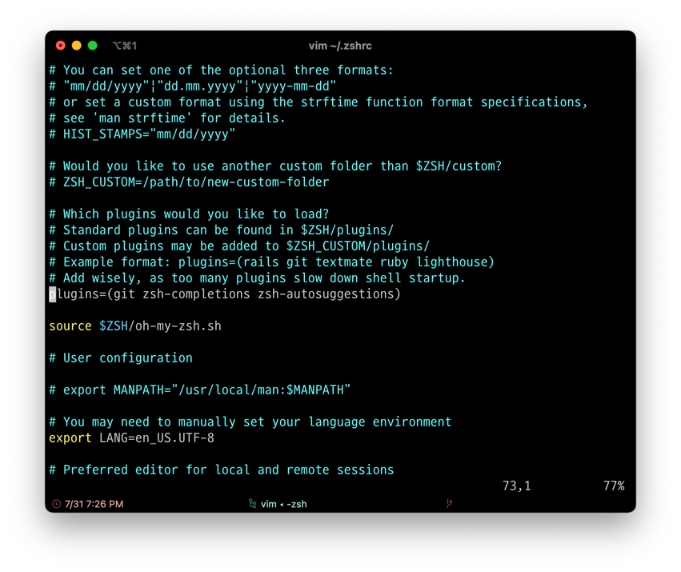 ⌥⌘1
vim ~/.zshrc
# You can set one of the optional three formats:
# "mm/dd/yyyy"|"dd.mm.yyyy"|"yyyy-mm-dd"
# or set a custom format using the strftime function format specifications,
# see 'man strftime' for details.
# HIST_STAMPS="mm/dd/yyyy"
# Would you like to use another custom folder than $ZSH/custom?
# ZSH_CUSTOM=/path/to/new-custom-folder
# Which plugins would you like to load?
# Standard plugins can be found in $ZSH/plugins/
# Custom plugins may be added to $ZSH_CUSTOM/plugins/
# Example format: plugins=(rails git textmate ruby lighthouse)
# Add wisely, as too many plugins slow down shell startup.
plugins=(git zsh-completions zsh-autosuggestions)
source $ZSH/oh-my-zsh.sh
# User configuration
# export MANPATH="/usr/local/man:$MANPATH"
# You may need to manually set your language environment
export LANG=en_US.UTF-8
# Preferred editor for local and remote sessions
73,1 77%
7/31 7:26 PM vim ◂ -zsh